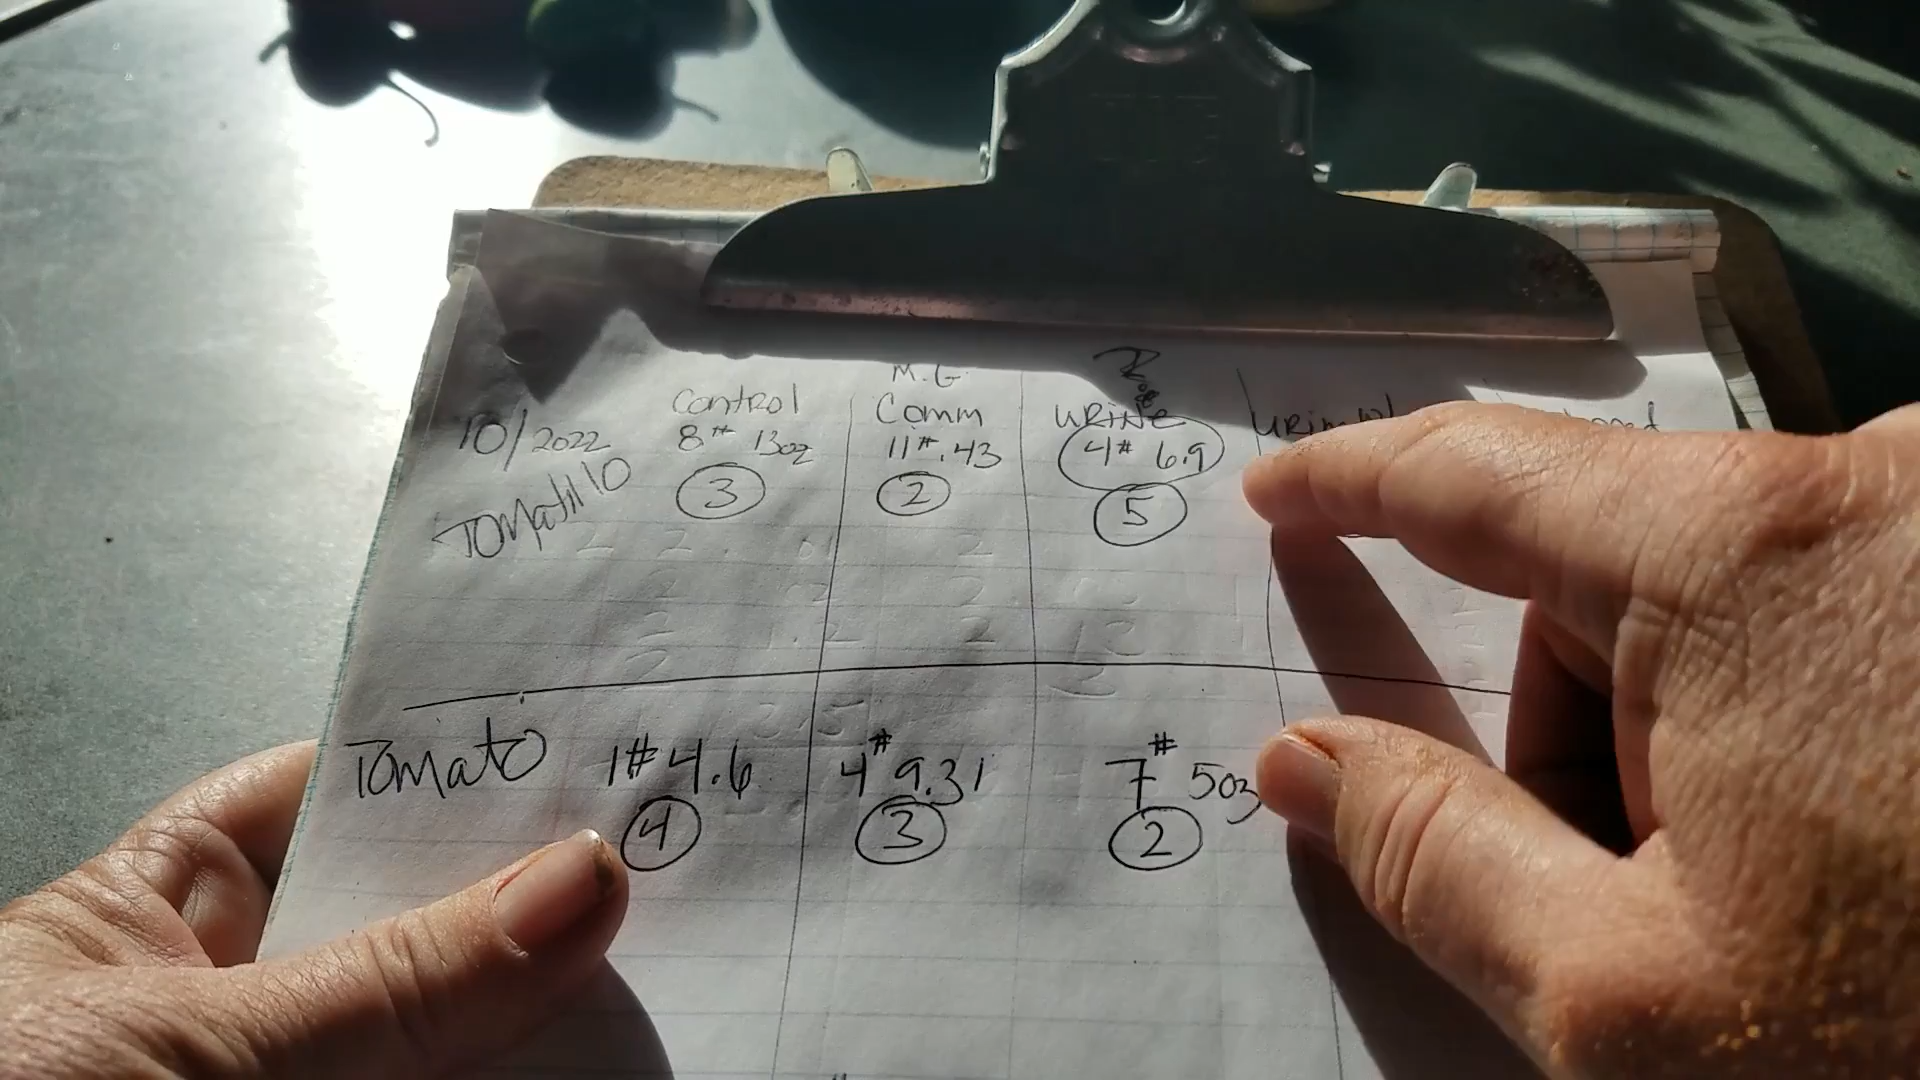 M.G.
control Comm URINE
10/2022 8# 13oz 11# .43 4# 6.9
Tomatillo 3 2 5
Tomato 1# 4.6 4# 9.31 7# 5oz
4 3 2